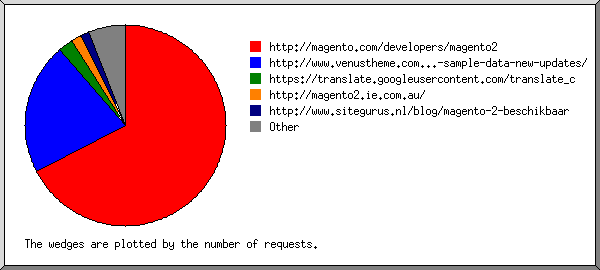 http://magento.com/developers/magento2
http://www.venustheme.com...-sample-data-new-updates/
https://translate.googleusercontent.com/translate_c
http://magento2.ie.com.au/
http://www.sitegurus.nl/blog/magento-2-beschikbaar
Other
The wedges are plotted by the number of requests.